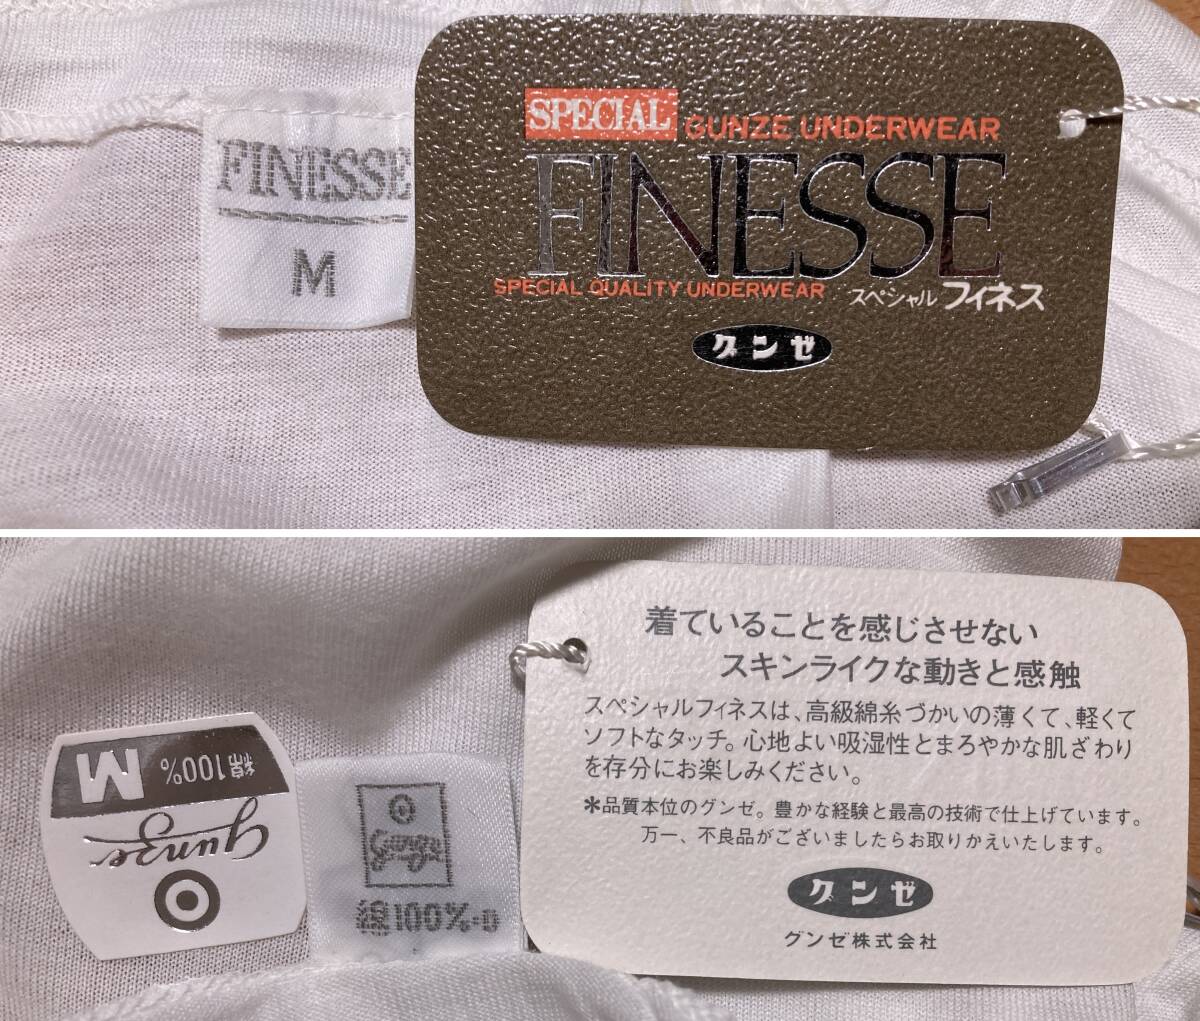 FINESSE
M
SPECIAL GUNZE UNDERWEAR
FINESSE
SPECIAL QUALITY UNDERWEAR スペシャル フィネス
グンゼ
綿100% M
gunze
Gunze
綿100%
着ていることを感じさせない
スキンライクな動きと感触
スペシャルフィネスは、高級綿糸づかいの薄くて、軽くて
ソフトなタッチ。心地よい吸湿性とまろやかな肌ざわり
を存分にお楽しみください。
*品質本位のグンゼ。豊かな経験と最高の技術で仕上げています。
万一、不良品がございましたらお取りかえいたします。
グンゼ
グンゼ株式会社